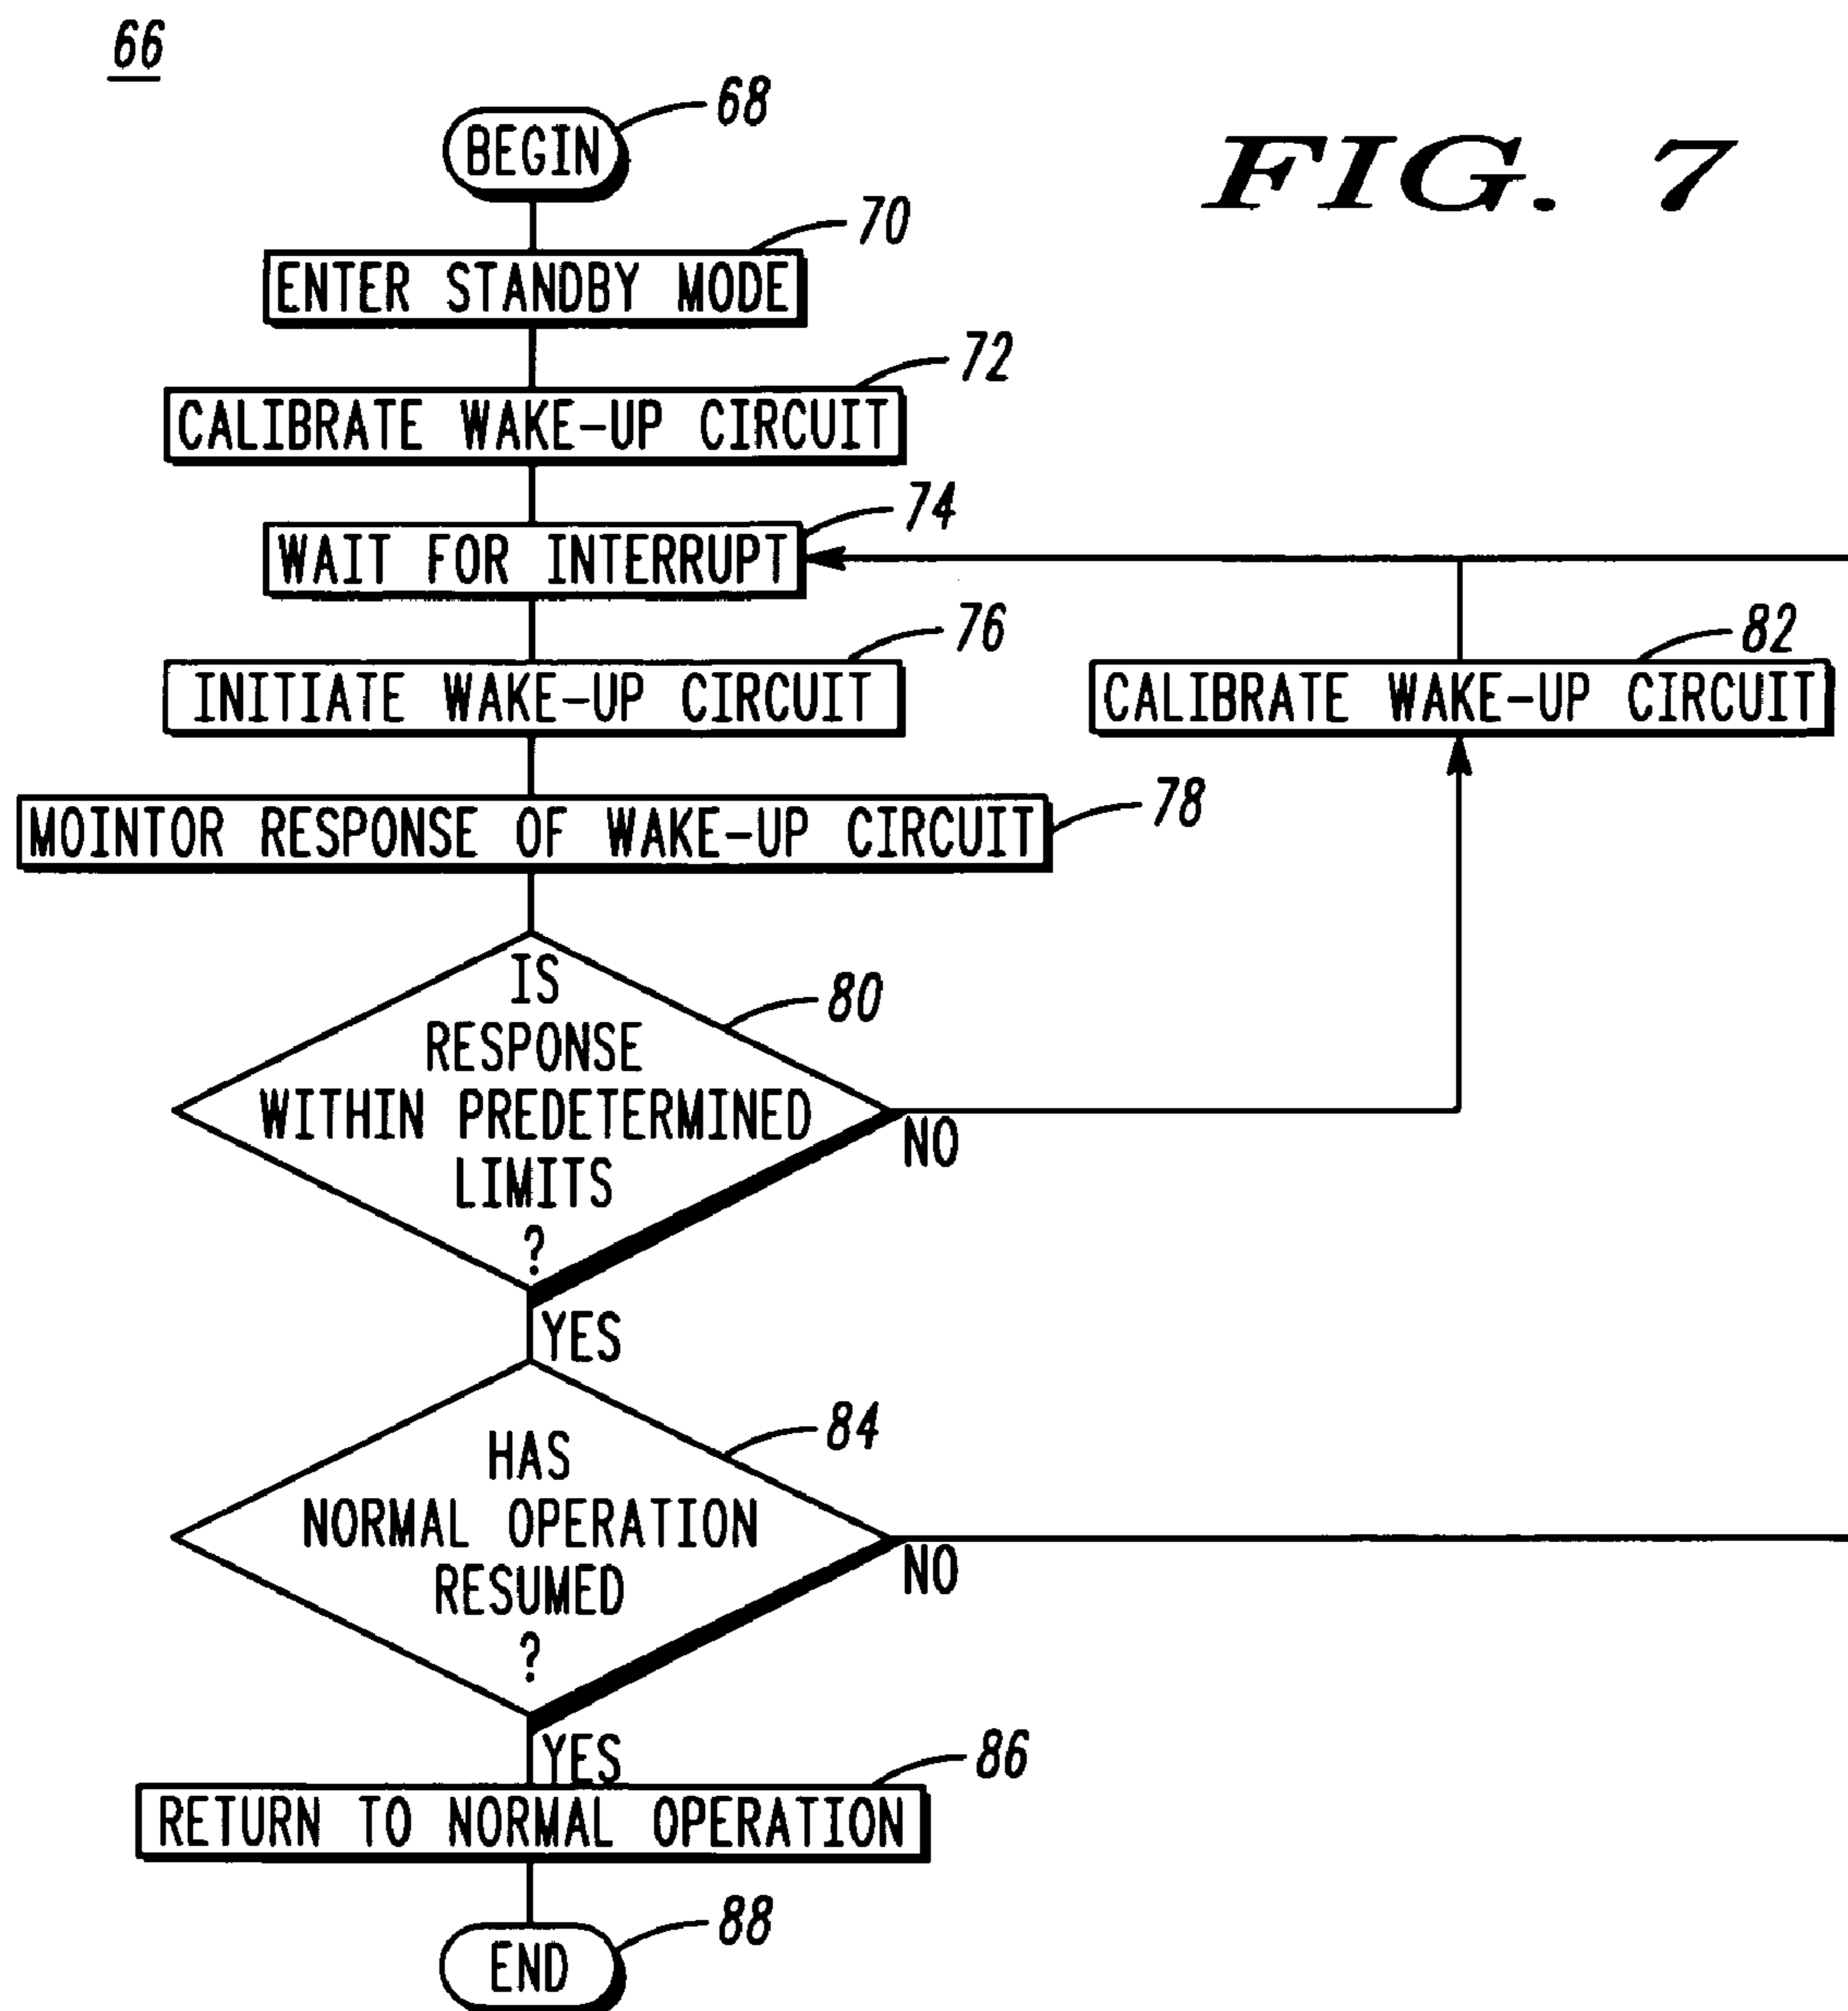 66
BEGIN
68
FIG. 7
ENTER STANDBY MODE
70
CALIBRATE WAKE-UP CIRCUIT
72
WAIT FOR INTERRUPT
74
INITIATE WAKE-UP CIRCUIT
76
CALIBRATE WAKE-UP CIRCUIT
82
MOINTOR RESPONSE OF WAKE-UP CIRCUIT
78
IS
RESPONSE
WITHIN PREDETERMINED
LIMITS
?
80
NO
YES
HAS
NORMAL OPERATION
RESUMED
?
84
NO
YES
RETURN TO NORMAL OPERATION
86
END
88